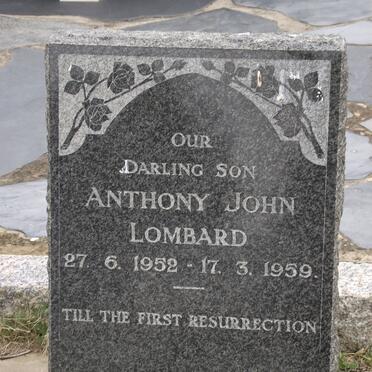 OUR
DARLING SON
ANTHONY JOHN
LOMBARD
27. 6. 1952 - 17. 3. 1959.
TILL THE FIRST RESURRECTION